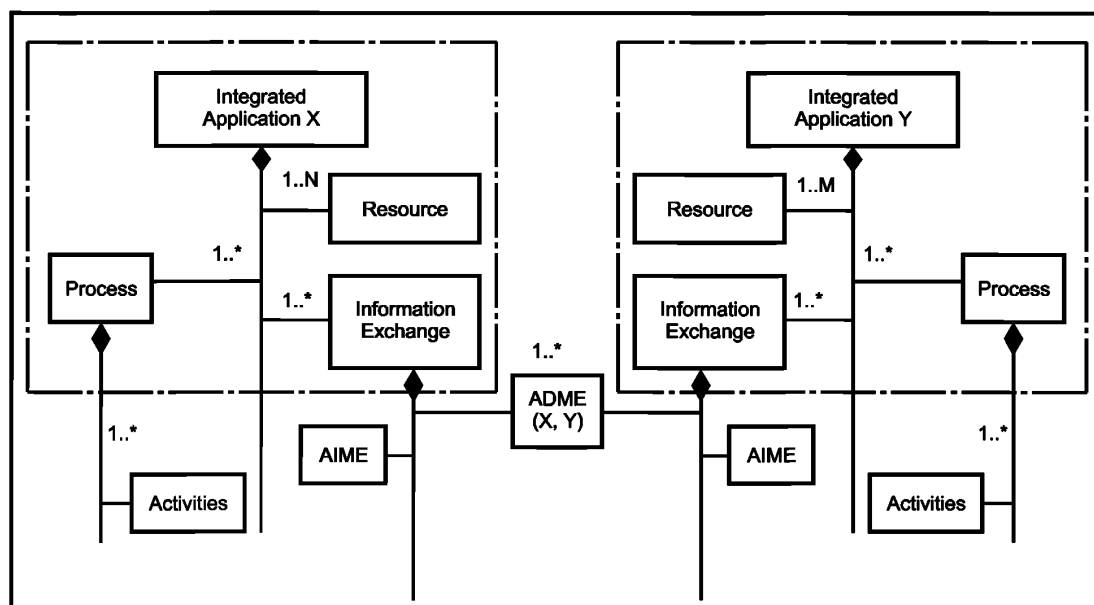 Integrated
Application X
Integrated
Application Y
1..N
Resource
Resource
1..M
1..*
Process
1..*
Information
Exchange
Information
Exchange
1..*
1..*
Process
1..*
ADME
(X, Y)
1..*
AIME
AIME
1..*
Activities
Activities